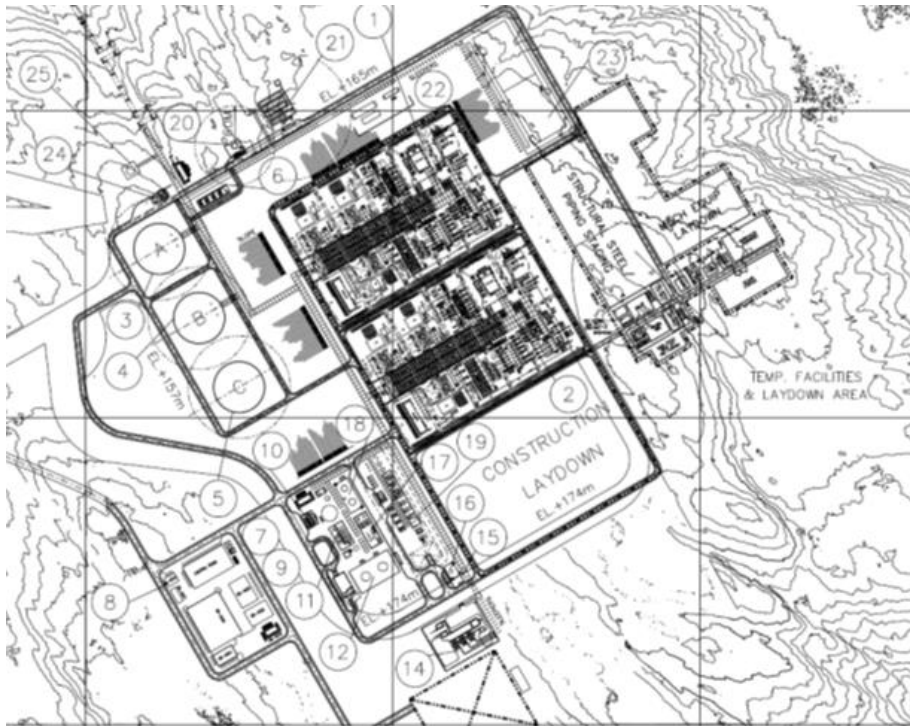 1
21
25
23
EL +165m
22
20
24
6
STRUCTURAL STEEL/
PIPING STAGING
MECH EQUIP
LAYDOWN
A
3
B
4
EL +157m
C
TEMP. FACILITIES
& LAYDOWN AREA
2
18
10
CONSTRUCTION
LAYDOWN
EL +174m
17
19
5
16
7
15
9
8
11
EL +174m
12
14